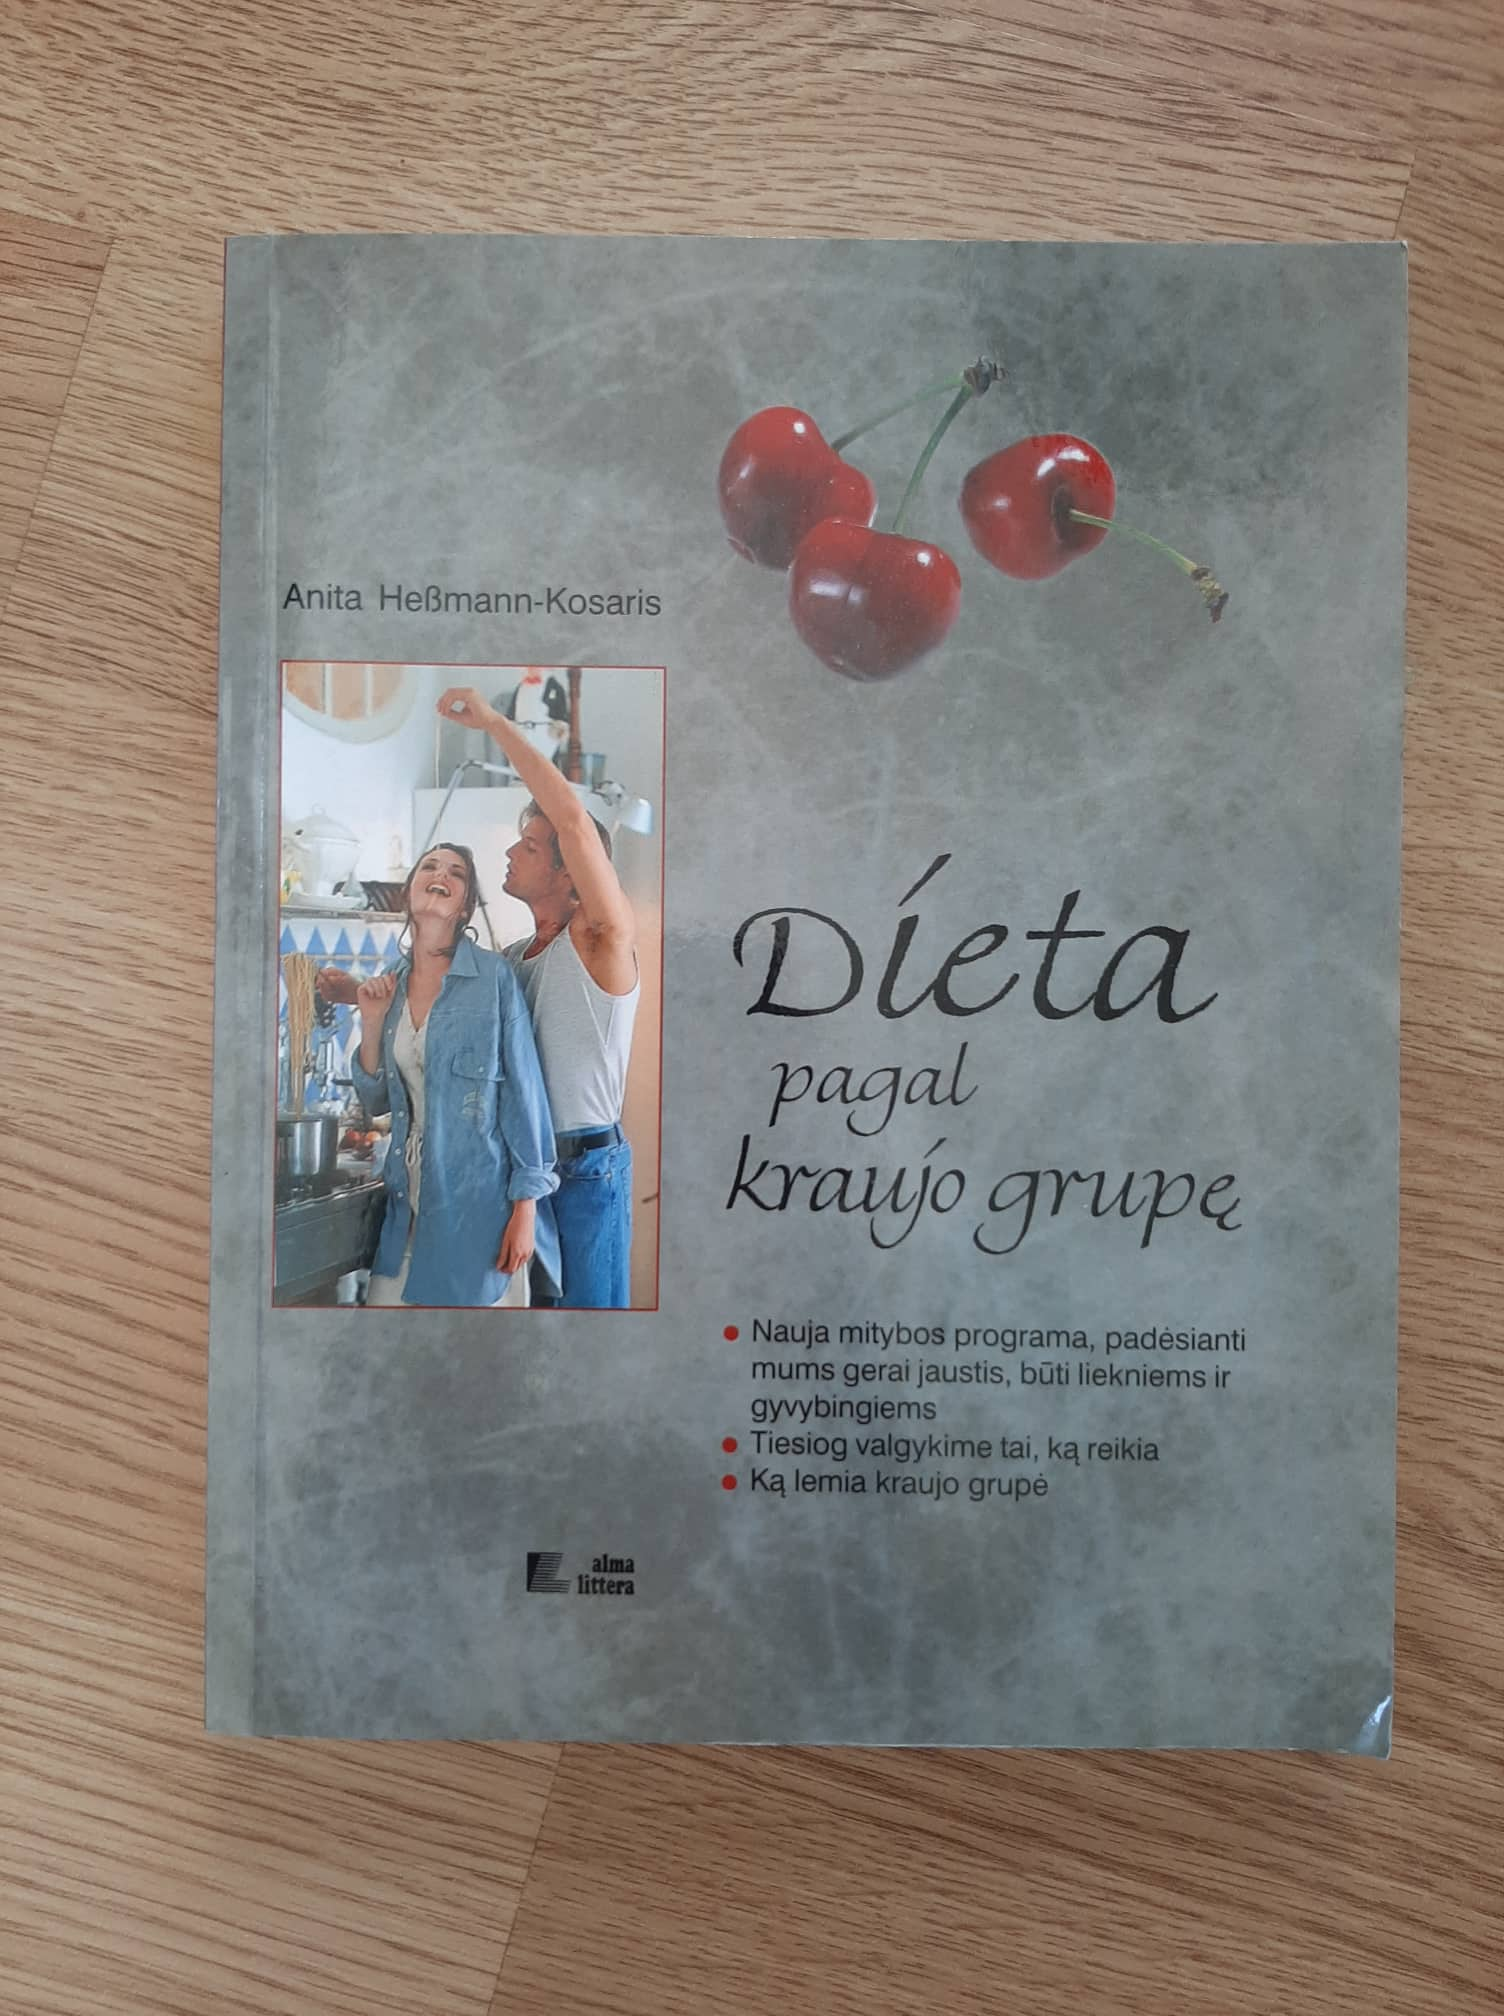 Anita Heßmann-Kosaris
Dieta
pagal
kraujo grupę
• Nauja mitybos programa, padėsianti
mums gerai jaustis, būti liekniems ir
gyvybingiems
• Tiesiog valgykime tai, ką reikia
• Ką lemia kraujo grupė
alma
littera